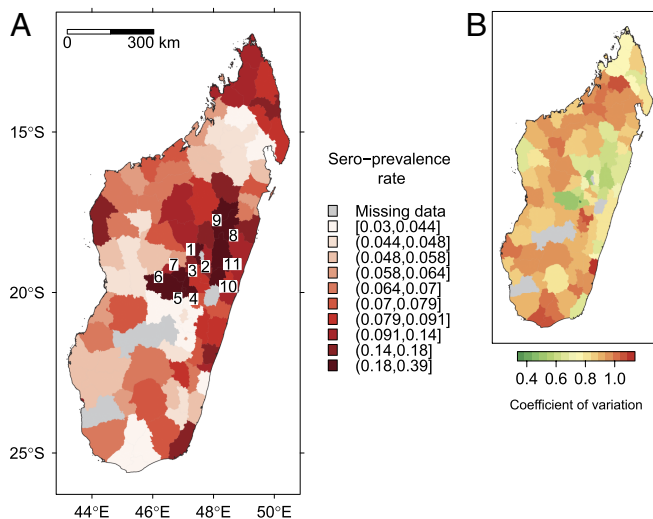 A
B
0 300 km
15°S
20°S
25°S
44°E 46°E 48°E 50°E
9
8
1
7
3 2 11
6
10
5 4
Sero−prevalence
rate
Missing data
[0.03,0.044]
(0.044,0.048]
(0.048,0.058]
(0.058,0.064]
(0.064,0.07]
(0.07,0.079]
(0.079,0.091]
(0.091,0.14]
(0.14,0.18]
(0.18,0.39]
0.4 0.6 0.8 1.0
Coefficient of variation